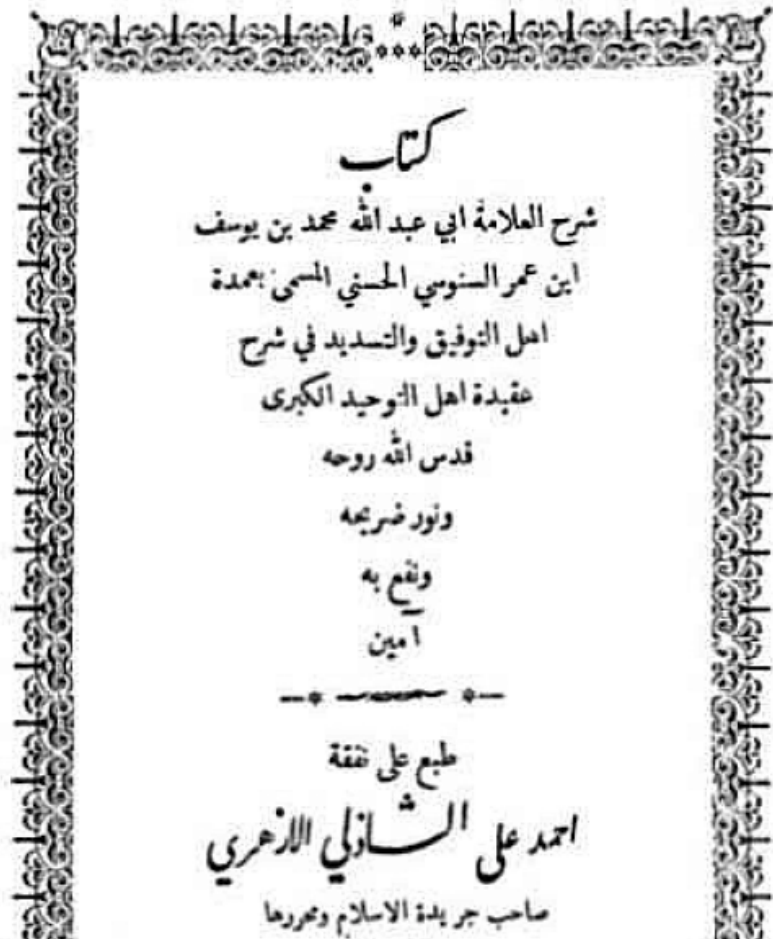 كتاب
شرح العلامة ابي عبد الله محمد بن يوسف
ابن عمر السنوسي الحسني المسمى بعمدة
اهل التوفيق والتسديد في شرح
عقيدة اهل التوحيد الكبرى
قدس الله روحه
ونور ضريحه
ونفع به
آمين
طبع على نفقة
احمد على الشاذلي الازهري
صاحب جريدة الاسلام ومحررها